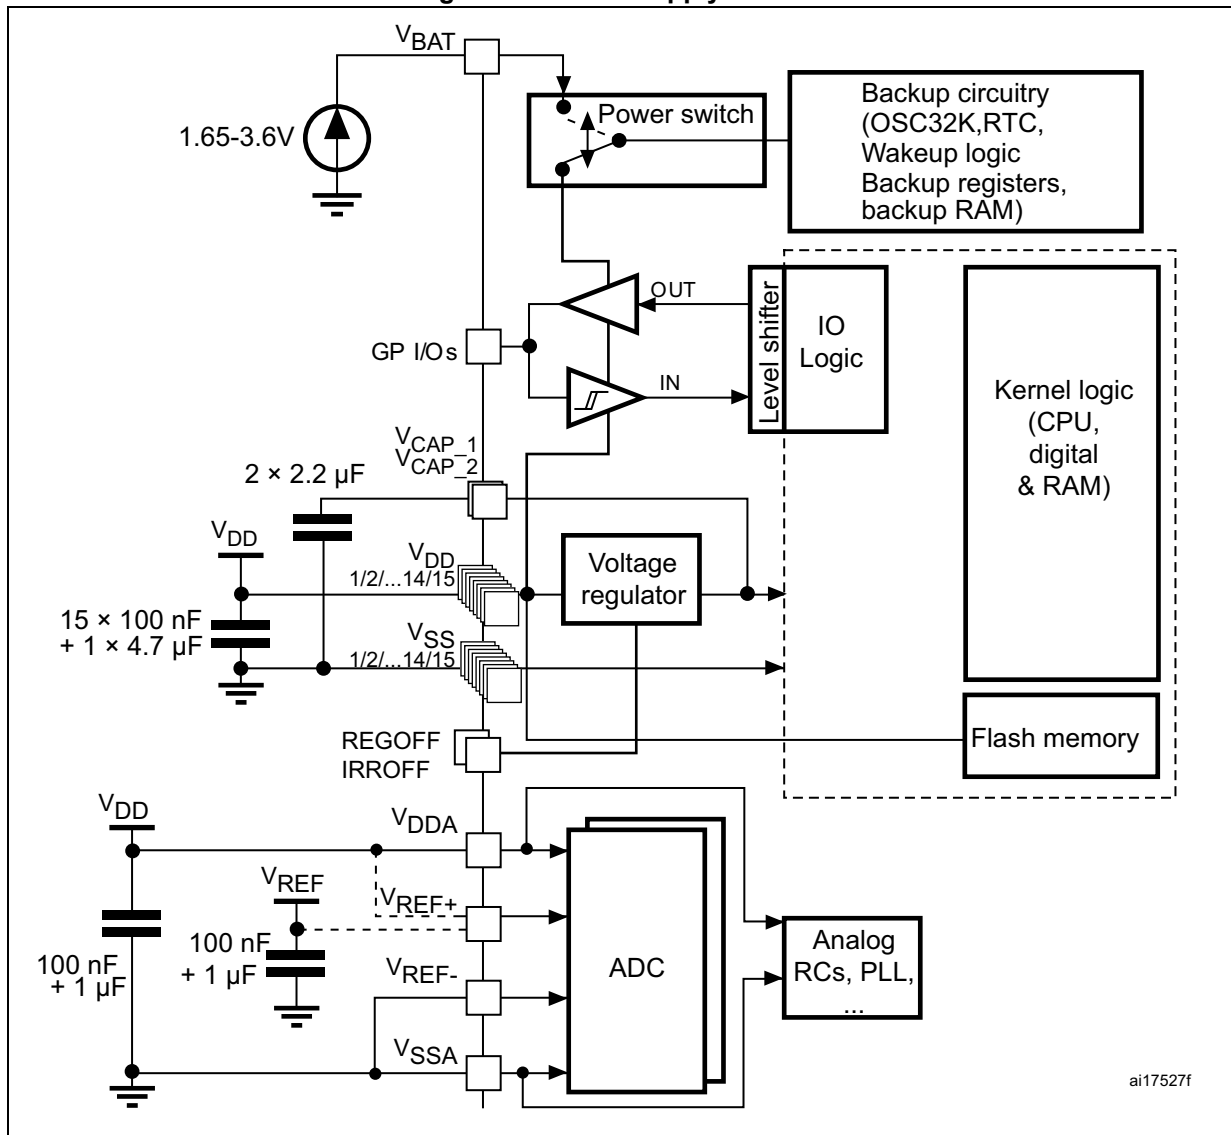 VBAT
Power switch
1.65-3.6V
Backup circuitry
(OSC32K,RTC,
Wakeup logic
Backup registers,
backup RAM)
OUT
IN
GP I/Os
Level shifter
IO
Logic
Kernel logic
(CPU,
digital
& RAM)
VCAP_1
VCAP_2
2 × 2.2 μF
VDD
VDD
1/2/...14/15
15 × 100 nF
+ 1 × 4.7 μF
Voltage
regulator
VSS
1/2/...14/15
REGOFF
IRROFF
Flash memory
VDD
VDDA
VREF
VREF+
100 nF
+ 1 μF
100 nF
+ 1 μF
VREF-
VSSA
ADC
Analog
RCs, PLL,
...
ai17527f